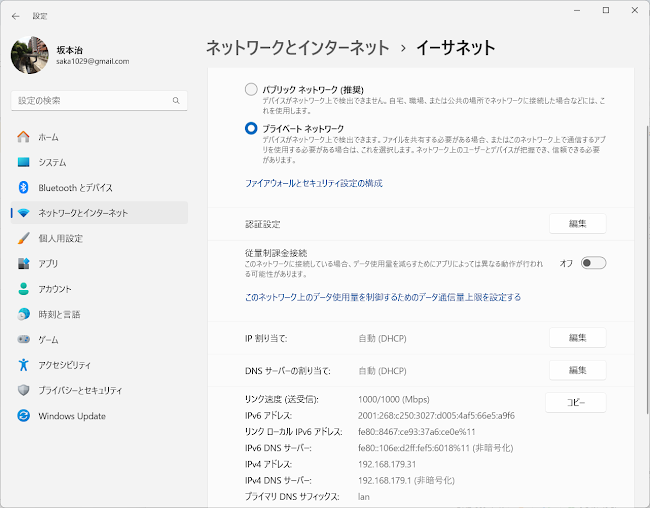 設定
坂本治
saka1029@gmail.com
設定の検索
ホーム
システム
Bluetooth とデバイス
ネットワークとインターネット
個人用設定
アプリ
アカウント
時刻と言語
ゲーム
アクセシビリティ
プライバシーとセキュリティ
Windows Update
ネットワークとインターネット › イーサネット
パブリック ネットワーク (推奨)
デバイスがネットワーク上で検出できません。自宅、職場、または公共の場所でネットワークに接続した場合などには、こ
れを使用します。
プライベート ネットワーク
デバイスがネットワーク上で検出できます。ファイルを共有する必要がある場合、またはこのネットワーク上で通信するアプ
リを使用する必要がある場合は、これを選択します。ネットワーク上のユーザーとデバイスが把握でき、信頼できる必要
があります。
ファイアウォールとセキュリティ設定の構成
認証設定 編集
従量制課金接続
このネットワークに接続している場合、データ使用量を減らすためにアプリによっては異なる動作が行われ
る可能性があります。
オフ
このネットワーク上のデータ使用量を制御するためのデータ通信量上限を設定する
IP 割り当て: 自動 (DHCP) 編集
DNS サーバーの割り当て: 自動 (DHCP) 編集
リンク速度 (送受信): 1000/1000 (Mbps) コピー
IPv6 アドレス: 2001:268:c250:3027:d005:4af5:66e5:a9f6
リンク ローカル IPv6 アドレス: fe80::8467:ce93:37a6:ce0e%11
IPv6 DNS サーバー: fe80::106e:d2ff:fef5:6018%11 (非暗号化)
IPv4 アドレス: 192.168.179.31
IPv4 DNS サーバー: 192.168.179.1 (非暗号化)
プライマリ DNS サフィックス: lan